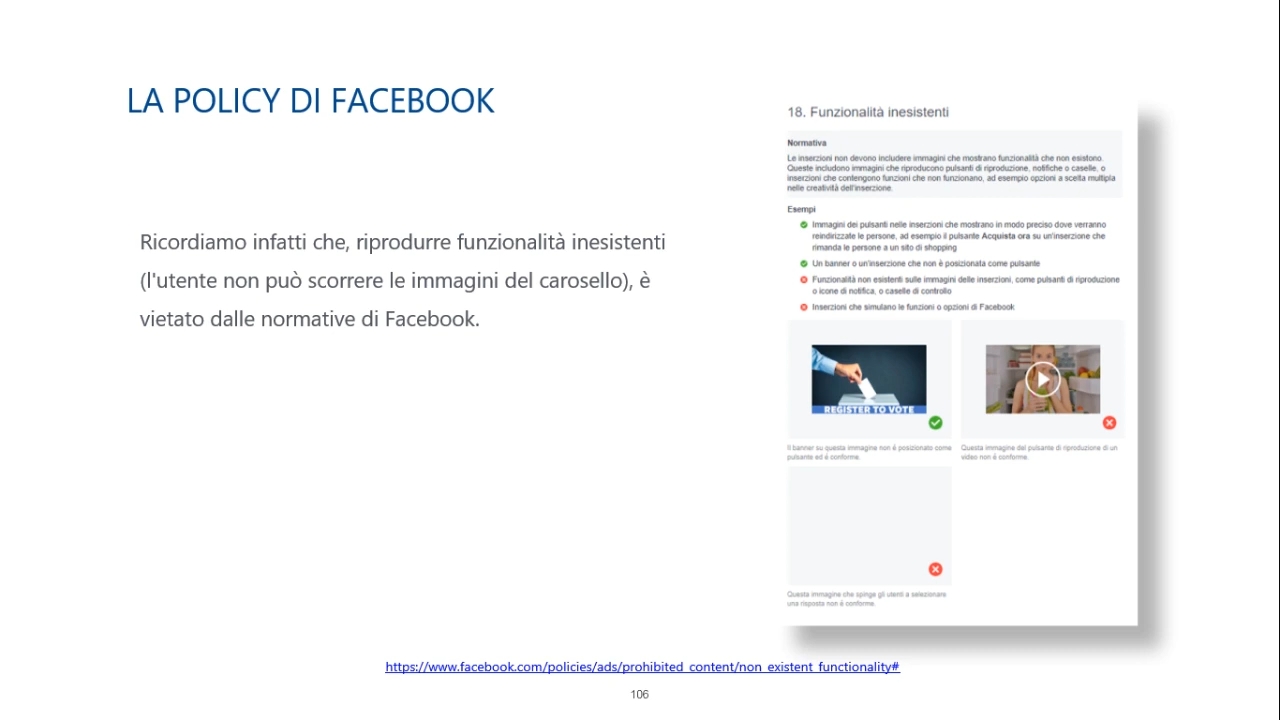 LA POLICY DI FACEBOOK
Ricordiamo infatti che, riprodurre funzionalità inesistenti
(l'utente non può scorrere le immagini del carosello), è
vietato dalle normative di Facebook.
18. Funzionalità inesistenti
Normativa
Le inserzioni non devono includere immagini che mostrano funzionalità che non esistono.
Queste includono immagini che riproducono pulsanti di riproduzione, notifiche o caselle, o
inserzioni che contengono funzioni che non funzionano, ad esempio opzioni a scelta multipla
nelle creatività dell'inserzione.
Esempi
Immagini dei pulsanti nelle inserzioni che mostrano in modo preciso dove verranno
reindirizzate le persone, ad esempio il pulsante Acquista ora su un'inserzione che
rimanda le persone a un sito di shopping
Un banner o un'inserzione che non è posizionata come pulsante
Funzionalità non esistenti sulle immagini delle inserzioni, come pulsanti di riproduzione
o icone di notifica, o caselle di controllo
Inserzioni che simulano le funzioni o opzioni di Facebook
REGISTER TO VOTE
Il banner su questa immagine non è posizionato come
pulsante ed è conforme.
Questa immagine del pulsante di riproduzione di un
video non è conforme.
Questa immagine che spinge gli utenti a selezionare
una risposta non è conforme.
https://www.facebook.com/policies/ads/prohibited_content/non_existent_functionality#
106